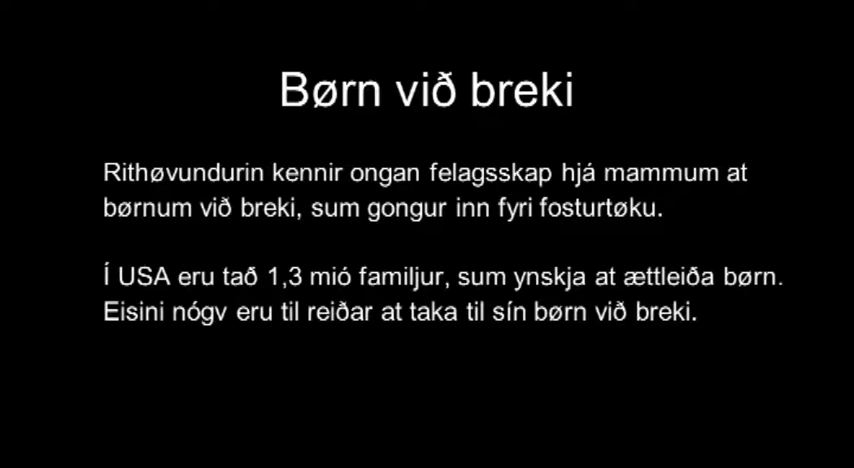 Børn við breki
Rithøvundurin kennir ongan felagsskap hjá mammum at
børnum við breki, sum gongur inn fyri fosturtøku.
Í USA eru tað 1,3 mió familjur, sum ynskja at ættleiða børn.
Eisini nógv eru til reiðar at taka til sín børn við breki.